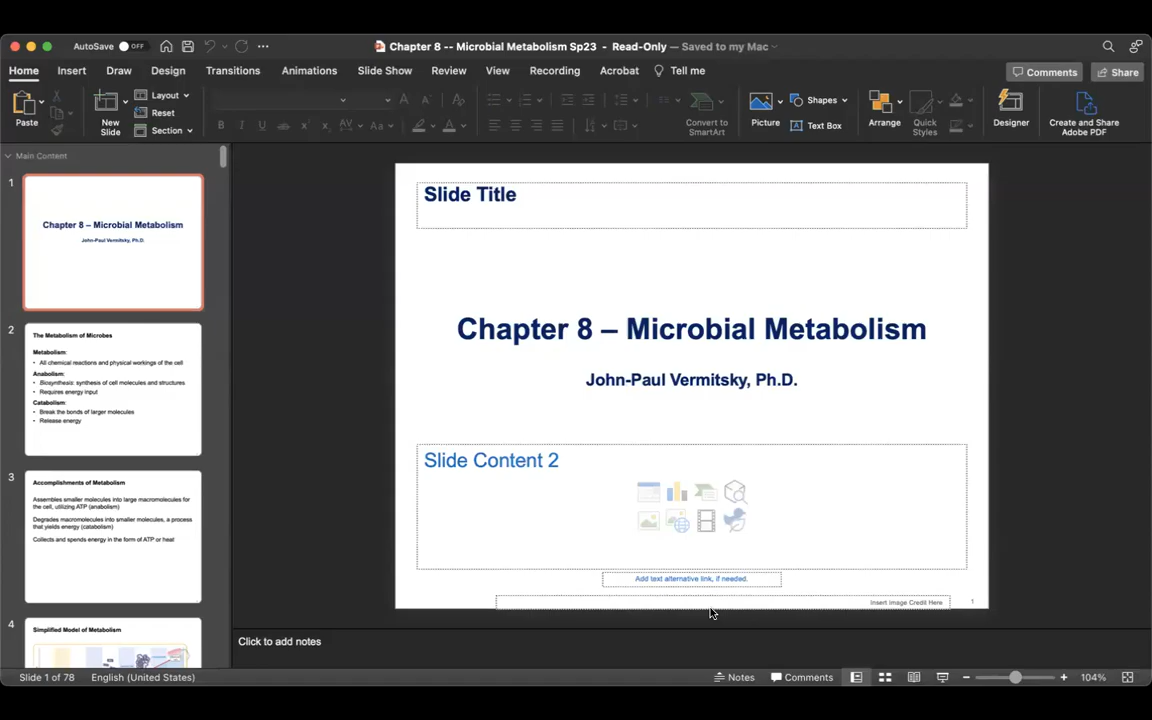 AutoSave OFF
Chapter 8 -- Microbial Metabolism Sp23 - Read-Only — Saved to my Mac
Home Insert Draw Design Transitions Animations Slide Show Review View Recording Acrobat Tell me
Comments Share
Paste
New Slide
Layout
Reset
Section
B I U ab x x AV Aa A
Convert to SmartArt
Picture
Shapes
Text Box
Arrange
Quick Styles
Designer
Create and Share Adobe PDF
Main Content
1
Chapter 8 – Microbial Metabolism
John-Paul Vermitsky, Ph.D.
2
The Metabolism of Microbes
Metabolism:
• All chemical reactions and physical workings of the cell
Anabolism:
• Biosynthesis: synthesis of cell molecules and structures
• Requires energy input
Catabolism:
• Break the bonds of larger molecules
• Release energy
3
Accomplishments of Metabolism
Assembles smaller molecules into large macromolecules for
the cell, utilizing ATP (anabolism)
Degrades macromolecules into smaller molecules, a process
that yields energy (catabolism)
Collects and spends energy in the form of ATP or heat
4
Simplified Model of Metabolism
Slide Title
Chapter 8 – Microbial Metabolism
John-Paul Vermitsky, Ph.D.
Slide Content 2
Add text alternative link, if needed.
Insert Image Credit Here
1
Click to add notes
Slide 1 of 78 English (United States)
Notes Comments 104%